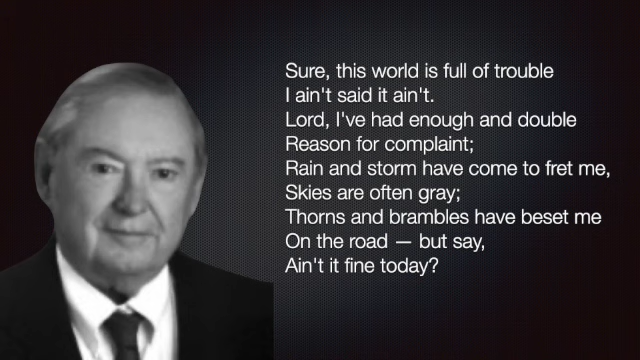 Sure, this world is full of trouble
I ain't said it ain't.
Lord, I've had enough and double
Reason for complaint;
Rain and storm have come to fret me,
Skies are often gray;
Thorns and brambles have beset me
On the road — but say,
Ain't it fine today?